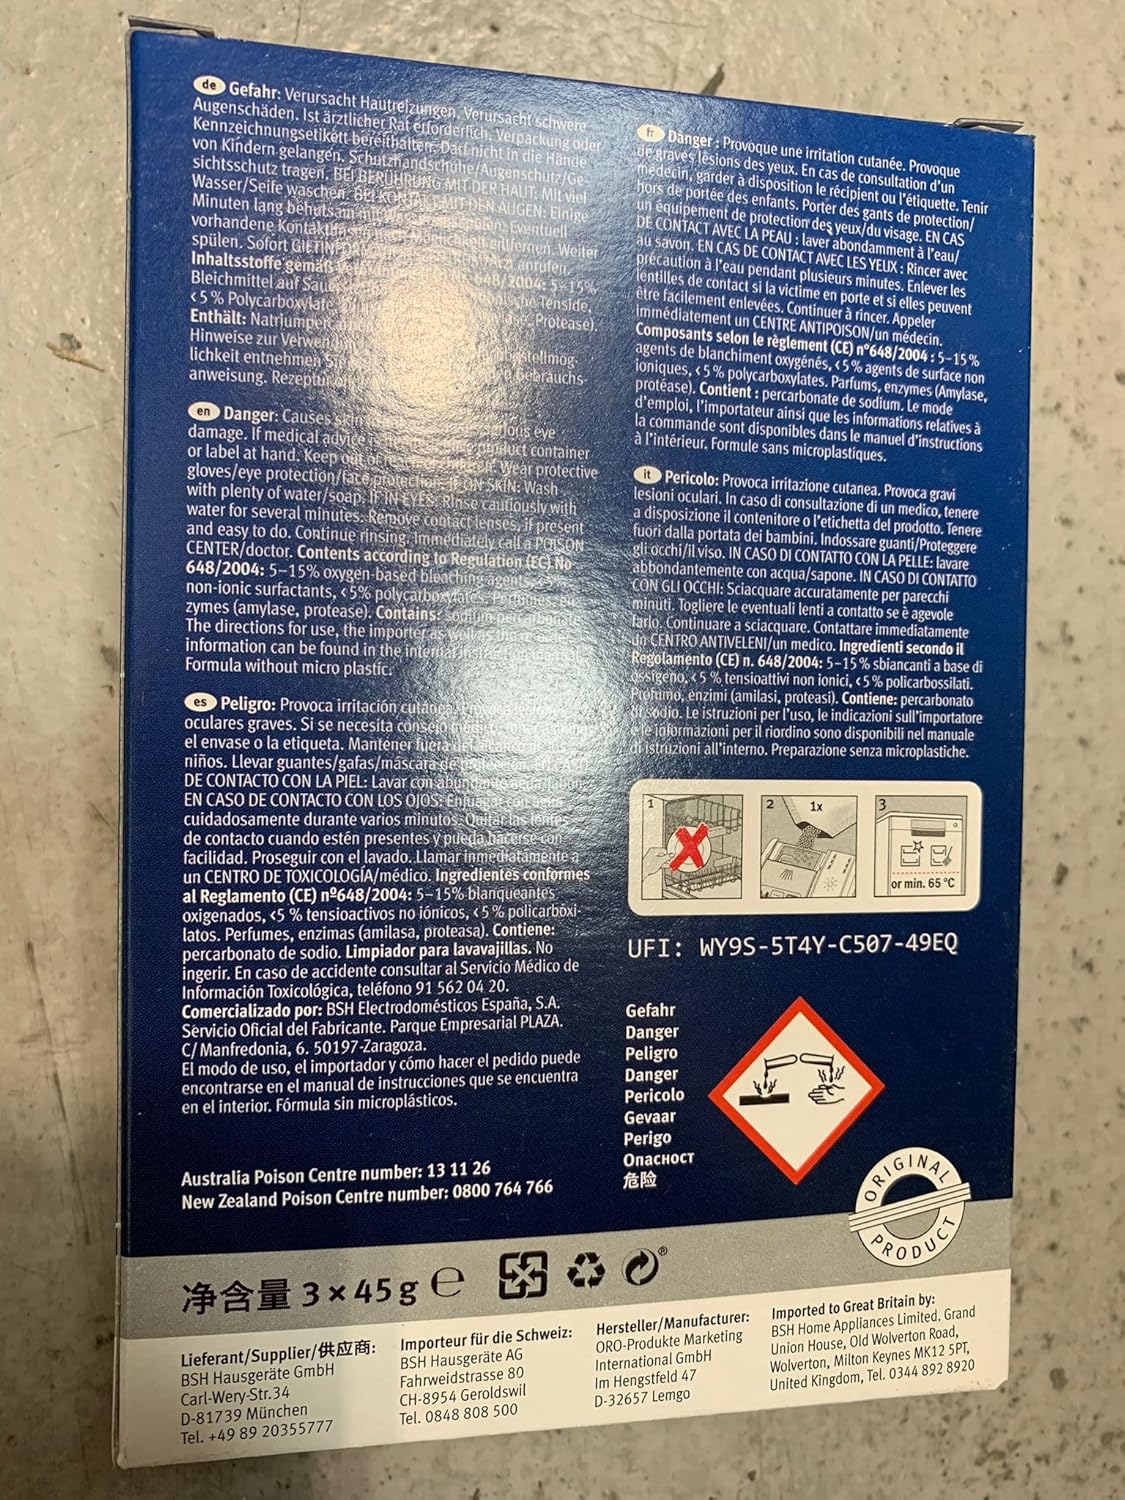 de Gefahr: Verursacht Hautreizungen. Verursacht schwere
Augenschäden. Ist ärztlicher Rat erforderlich, Verpackung oder
Kennzeichnungsetikett bereithalten. Darf nicht in die Hände
von Kindern gelangen. Schutzhandschuhe/Augenschutz/Ge-
sichtsschutz tragen. BEI BERÜHRUNG MIT DER HAUT: Mit viel
Wasser/Seife waschen. BEI KONTAKT MIT DEN AUGEN: Einige
Minuten lang behutsam mit eventuell
vorhandene Kontaktlinsen entfernen. Weiter
spülen. Sofort anrufen.
Inhaltsstoffe gemäß 648/2004: 5–15%
Bleichmittel auf Tenside,
<5% Polycarboxylate Protease).
Enthält:
Hinweise zur
lichkeit entnehmen Gebrauchs-
anweisung.
en Danger: Causes skin serious eye
damage. If medical advice product container
or label at hand. Keep out of Wear protective
gloves/eye protection/face protection. IF ON SKIN: Wash
with plenty of water/soap. IF IN EYES: Rinse cautiously with
water for several minutes. Remove contact lenses, if present
and easy to do. Continue rinsing. Immediately call a POISON
CENTER/doctor. Contents according to Regulation (EC) No
648/2004: 5–15% oxygen-based bleaching agents, <5%
non-ionic surfactants, <5% polycarboxylates. Perfumes, en-
zymes (amylase, protease). Contains: sodium percarbonate.
The directions for use, the importer as well as
information can be found in the internal
Formula without micro plastic.
es Peligro: Provoca irritación cutánea.
oculares graves. Si se necesita consejo
el envase o la etiqueta. Mantener fuera del
niños. Llevar guantes/gafas/máscara de protección. EN CASO
DE CONTACTO CON LA PIEL: Lavar con abundante
EN CASO DE CONTACTO CON LOS OJOS: Enjuagar con agua
cuidadosamente durante varios minutos. Quitar las lentes
de contacto cuando estén presentes y pueda hacerse con
facilidad. Proseguir con el lavado. Llamar inmediatamente a
un CENTRO DE TOXICOLOGÍA/médico. Ingredientes conformes
al Reglamento (CE) nº648/2004: 5–15% blanqueantes
oxigenados, <5 % tensioactivos no iónicos, <5 % policarboxi-
latos. Perfumes, enzimas (amilasa, proteasa). Contiene:
percarbonato de sodio. Limpiador para lavavajillas. No
ingerir. En caso de accidente consultar al Servicio Médico de
Información Toxicológica, teléfono 91 562 04 20.
Comercializado por: BSH Electrodomésticos España, S.A.
Servicio Oficial del Fabricante. Parque Empresarial PLAZA.
C/ Manfredonia, 6. 50197-Zaragoza.
El modo de uso, el importador y cómo hacer el pedido puede
encontrarse en el manual de instrucciones que se encuentra
en el interior. Fórmula sin microplásticos.
Australia Poison Centre number: 13 11 26
New Zealand Poison Centre number: 0800 764 766
fr Danger : Provoque une irritation cutanée. Provoque
de graves lésions des yeux. En cas de consultation d'un
médecin, garder à disposition le récipient ou l'étiquette. Tenir
hors de portée des enfants. Porter des gants de protection/
un équipement de protection des yeux/du visage. EN CAS
DE CONTACT AVEC LA PEAU : laver abondamment à l'eau/
au savon. EN CAS DE CONTACT AVEC LES YEUX : Rincer avec
précaution à l'eau pendant plusieurs minutes. Enlever les
lentilles de contact si la victime en porte et si elles peuvent
être facilement enlevées. Continuer à rincer. Appeler
immédiatement un CENTRE ANTIPOISON/un médecin.
Composants selon le règlement (CE) n°648/2004 : 5–15 %
agents de blanchiment oxygénés, <5% agents de surface non
ioniques, <5 % polycarboxylates. Parfums, enzymes (Amylase,
protéase). Contient : percarbonate de sodium. Le mode
d'emploi, l'importateur ainsi que les informations relatives à
la commande sont disponibles dans le manuel d'instructions
à l'intérieur. Formule sans microplastiques.
it Pericolo: Provoca irritazione cutanea. Provoca gravi
lesioni oculari. In caso di consultazione di un medico, tenere
a disposizione il contenitore o l'etichetta del prodotto. Tenere
fuori dalla portata dei bambini. Indossare guanti/Proteggere
gli occhi/il viso. IN CASO DI CONTATTO CON LA PELLE: lavare
abbondantemente con acqua/sapone. IN CASO DI CONTATTO
CON GLI OCCHI: Sciacquare accuratamente per parecchi
minuti. Togliere le eventuali lenti a contatto se è agevole
farlo. Continuare a sciacquare. Contattare immediatamente
un CENTRO ANTIVELENI/un medico. Ingredienti secondo il
Regolamento (CE) n. 648/2004: 5–15 % sbiancanti a base di
ossigeno, <5 % tensioattivi non ionici, <5 % policarbossilati.
Profumo, enzimi (amilasi, proteasi). Contiene: percarbonato
di sodio. Le istruzioni per l'uso, le indicazioni sull'importatore
e le informazioni per il riordino sono disponibili nel manuale
di istruzioni all'interno. Preparazione senza microplastiche.
1
2 1x
3
or min. 65 °C
UFI: WY9S-5T4Y-C507-49EQ
Gefahr
Danger
Peligro
Danger
Pericolo
Gevaar
Perigo
Опасност
危险
ORIGINAL
PRODUCT
净含量 3 × 45 g ℮
®
Lieferant/Supplier/供应商:
BSH Hausgeräte GmbH
Carl-Wery-Str.34
D-81739 München
Tel. +49 89 20355777
Importeur für die Schweiz:
BSH Hausgeräte AG
Fahrweidstrasse 80
CH-8954 Geroldswil
Tel. 0848 808 500
Hersteller/Manufacturer:
ORO-Produkte Marketing
International GmbH
Im Hengstfeld 47
D-32657 Lemgo
Imported to Great Britain by:
BSH Home Appliances Limited. Grand
Union House, Old Wolverton Road,
Wolverton, Milton Keynes MK12 5PT,
United Kingdom, Tel. 0344 892 8920